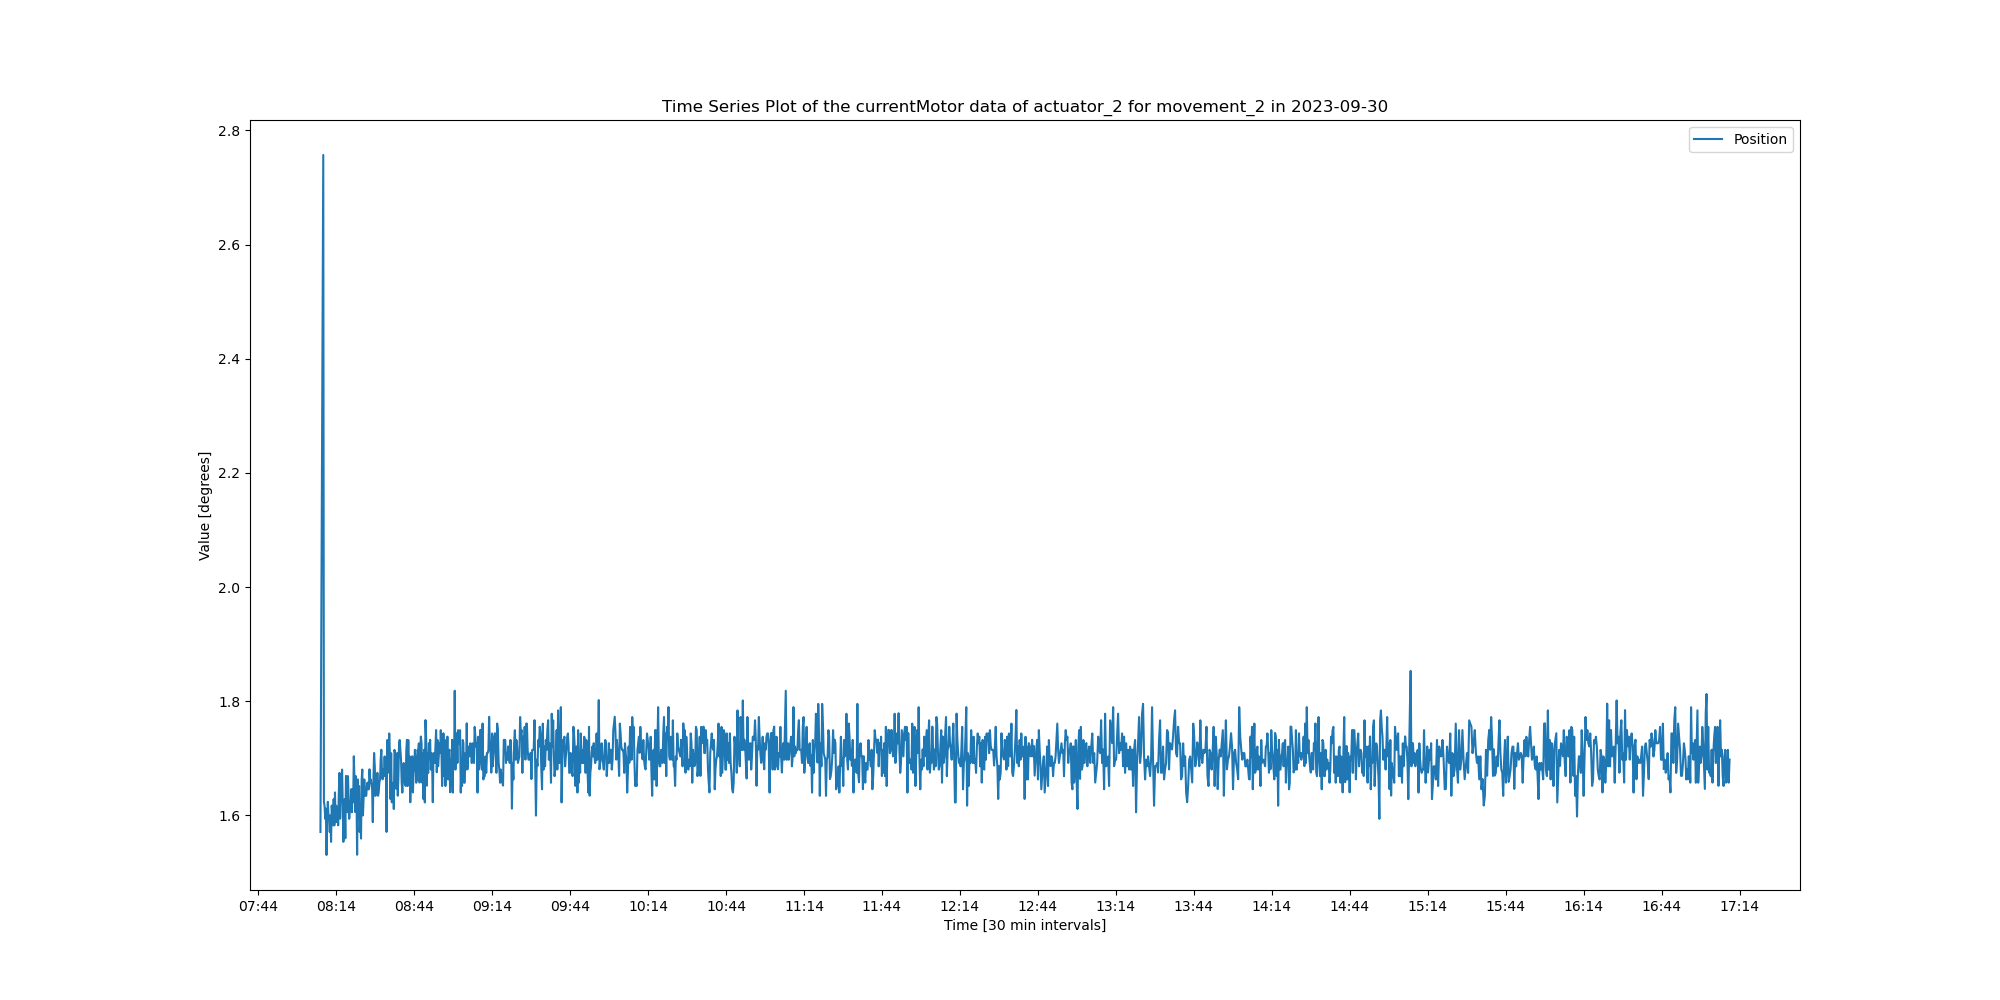 Time Series Plot of the currentMotor data of actuator_2 for movement_2 in 2023-09-30
Position
Value [degrees]
2.8
2.6
2.4
2.2
2.0
1.8
1.6
07:44 08:14 08:44 09:14 09:44 10:14 10:44 11:14 11:44 12:14 12:44 13:14 13:44 14:14 14:44 15:14 15:44 16:14 16:44 17:14
Time [30 min intervals]